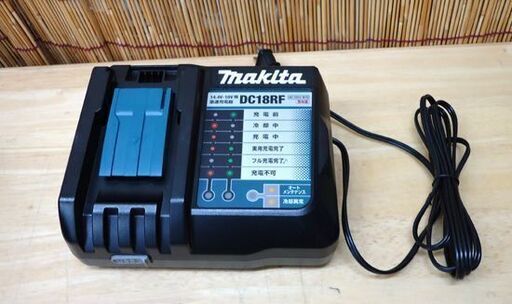 makita
14.4V-18V用
急速充電器 DC18RF
充電前
冷却中
充電中
実用充電完了
フル充電完了
充電不可
オート
メンテナンス
冷却異常